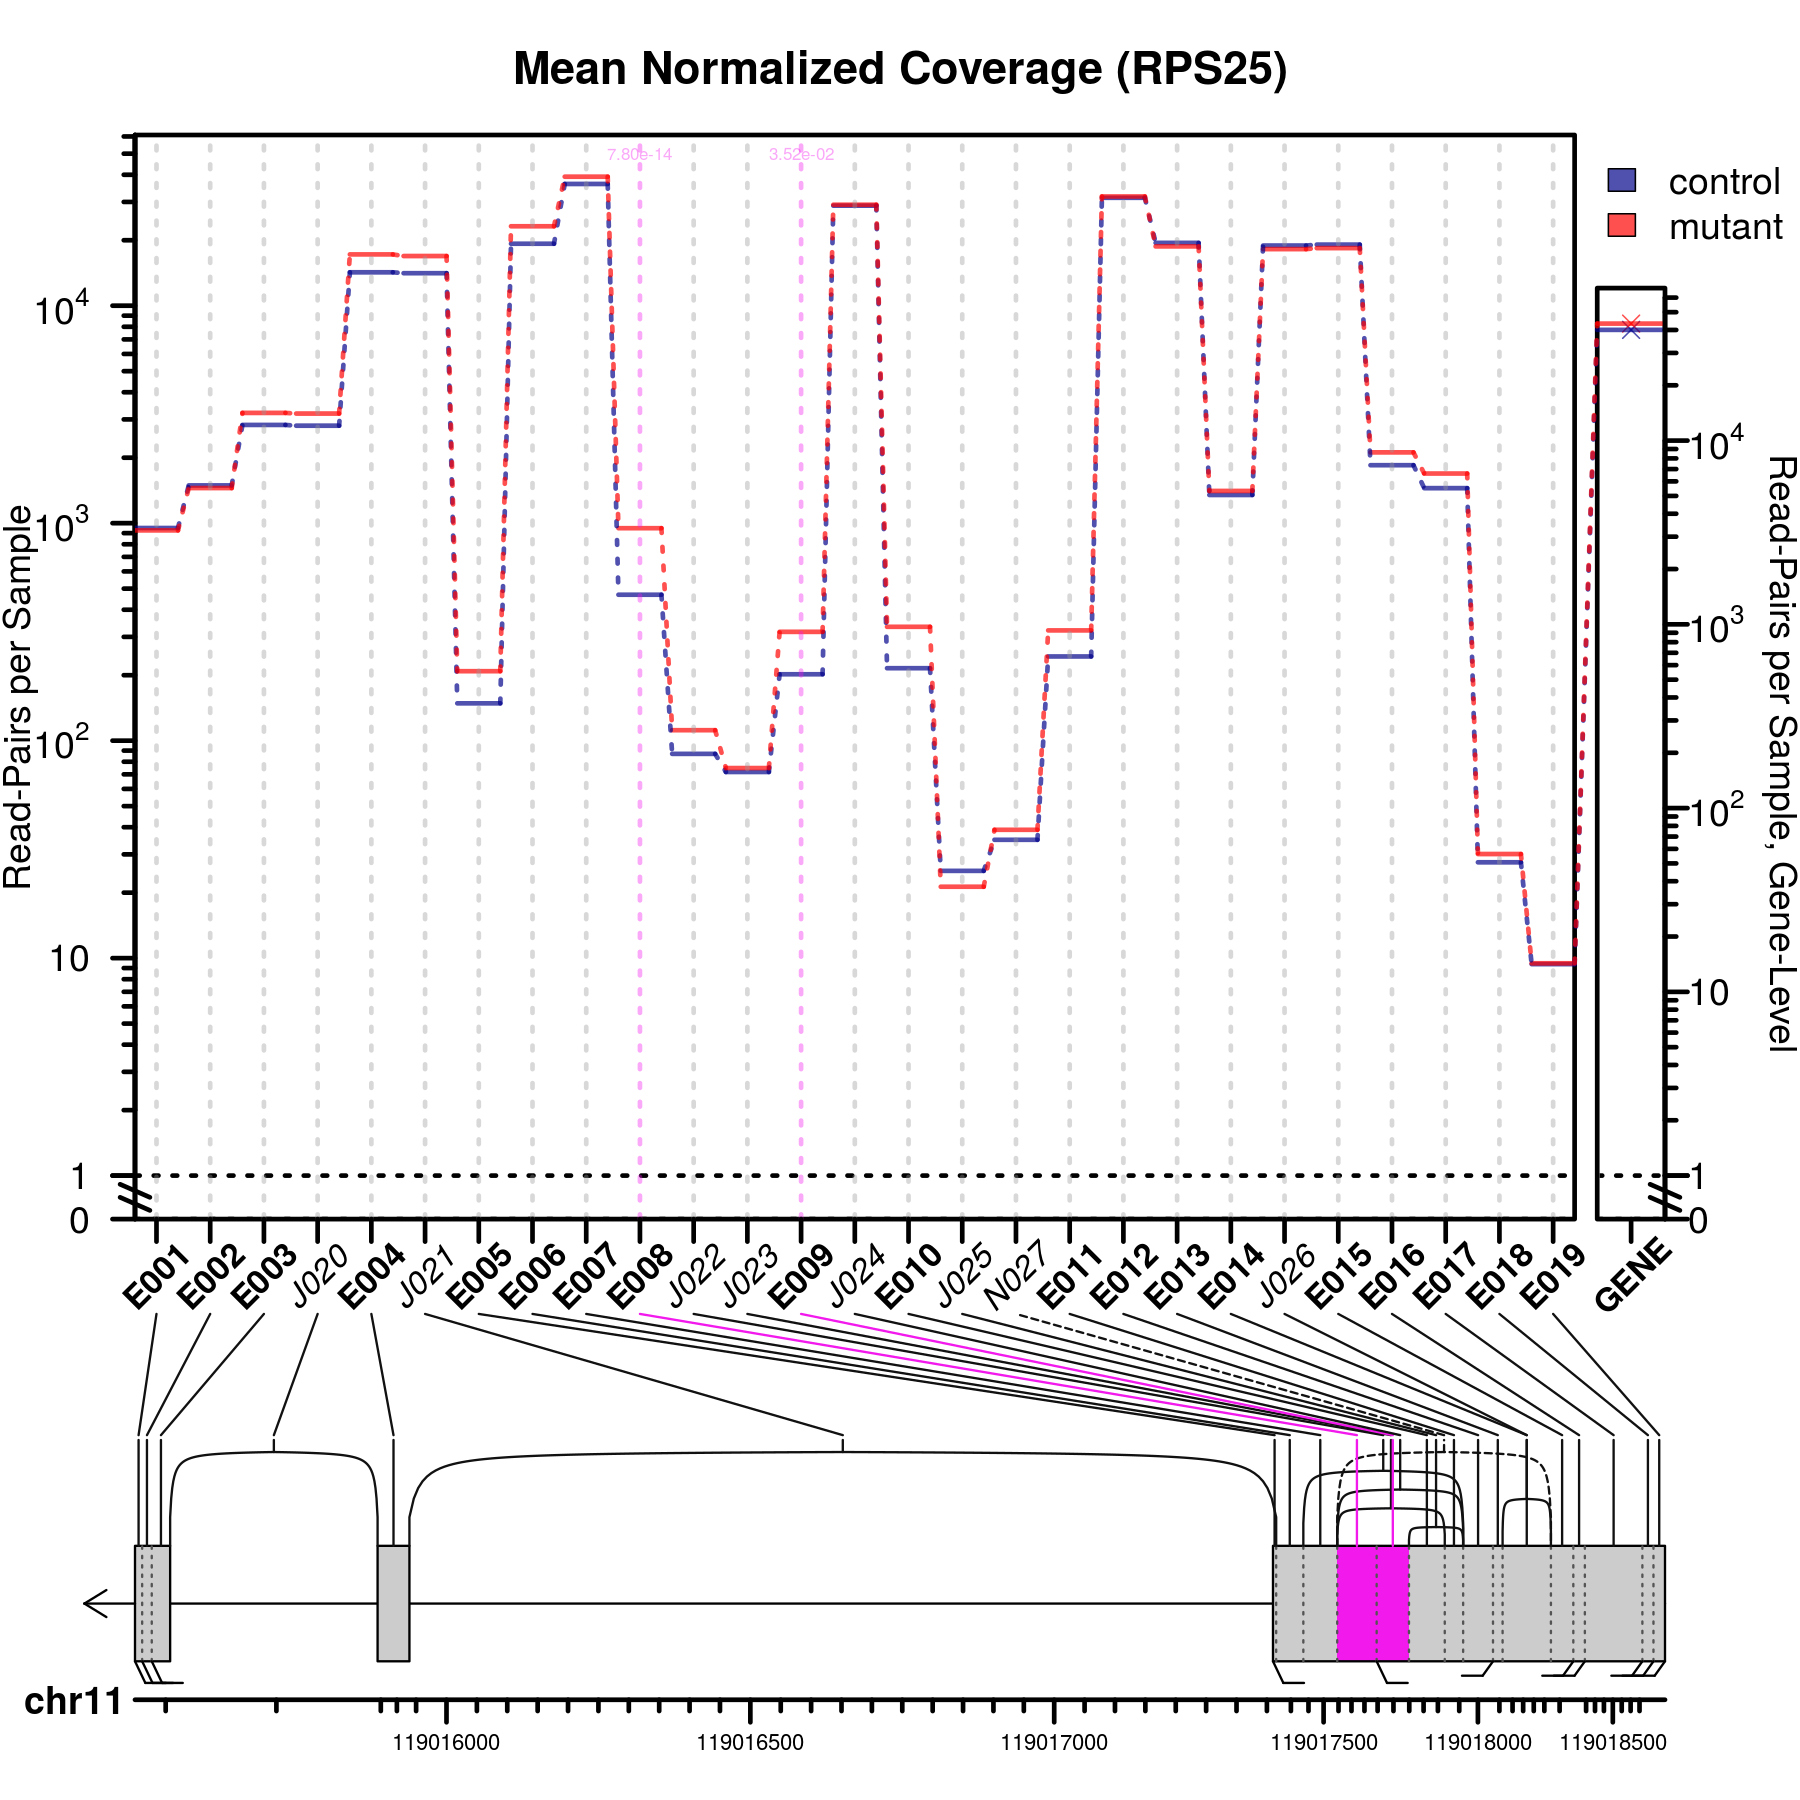 Mean Normalized Coverage (RPS25)
7.80e-14 3.52e-02
control
mutant
Read-Pairs per Sample
10^4
10^3
10^2
10
1
0
10^4
10^3
10^2
10
1
0
Read-Pairs per Sample, Gene-Level
E001 E002 E003 J020 E004 J021 E005 E006 E007 E008 J022 J023 E009 J024 E010 J025 N027 E011 E012 E013 E014 J026 E015 E016 E017 E018 E019 GENE
chr11
119016000 119016500 119017000 119017500 119018000 119018500